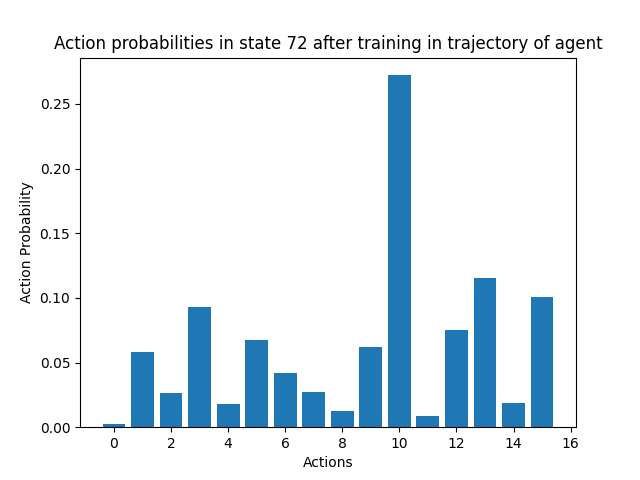 Action probabilities in state 72 after training in trajectory of agent
0.25
0.20
0.15
0.10
0.05
0.00
Action Probability
0 2 4 6 8 10 12 14 16
Actions